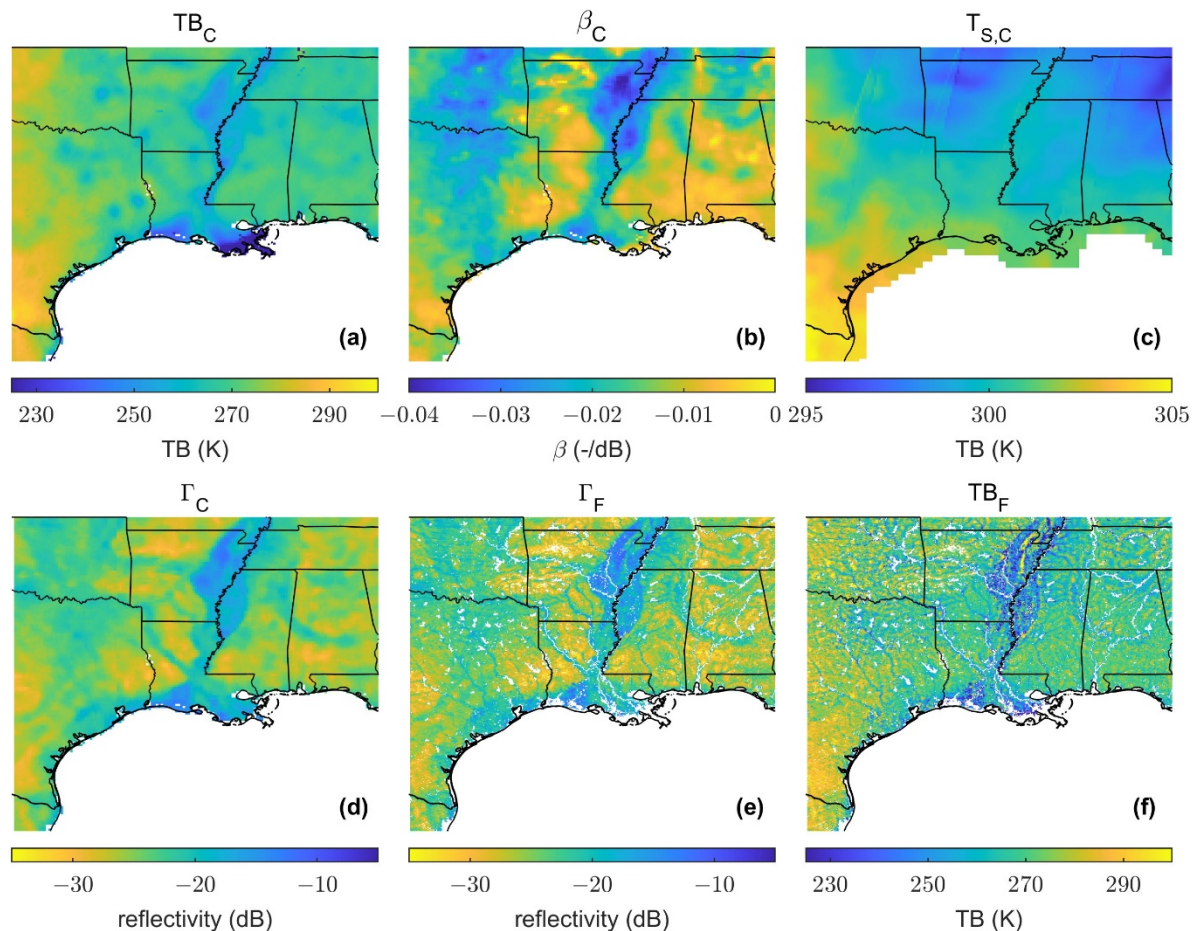 TB_C
β_C
T_S,C
(a)
(b)
(c)
230 250 270 290
−0.04 −0.03 −0.02 −0.01 0
295 300 305
TB (K)
β (-/dB)
TB (K)
Γ_C
Γ_F
TB_F
(d)
(e)
(f)
−30 −20 −10
−30 −20 −10
230 250 270 290
reflectivity (dB)
reflectivity (dB)
TB (K)